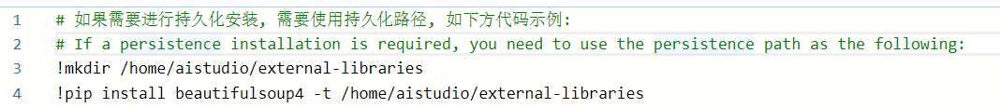 1 # 如果需要进行持久化安装, 需要使用持久化路径, 如下方代码示例:
2 # If a persistence installation is required, you need to use the persistence path as the following:
3 !mkdir /home/aistudio/external-libraries
4 !pip install beautifulsoup4 -t /home/aistudio/external-libraries